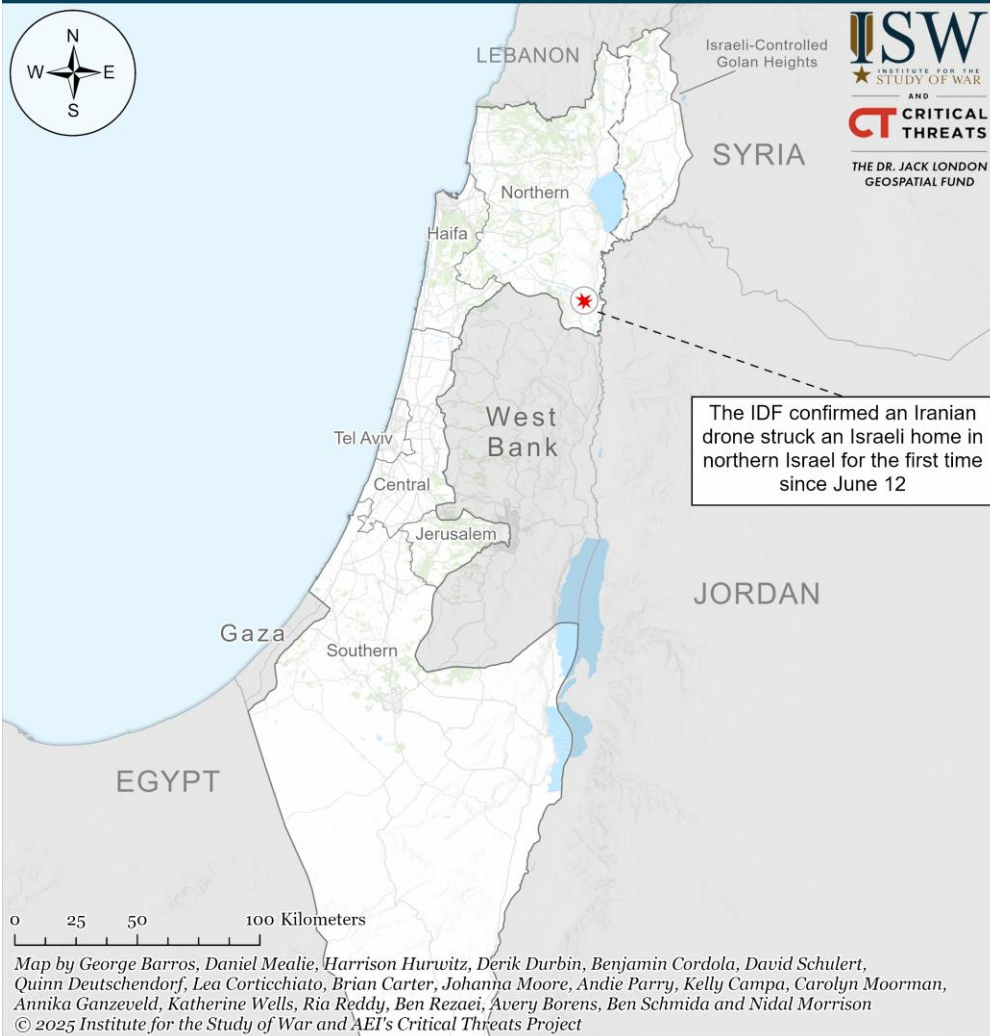 N
W
E
S
LEBANON
Israeli-Controlled
Golan Heights
ISW
INSTITUTE FOR THE
STUDY OF WAR
AND
CT CRITICAL
THREATS
THE DR. JACK LONDON
GEOSPATIAL FUND
SYRIA
Northern
Haifa
West
Bank
The IDF confirmed an Iranian
drone struck an Israeli home in
northern Israel for the first time
since June 12
Tel Aviv
Central
Jerusalem
JORDAN
Gaza
Southern
EGYPT
0 25 50 100 Kilometers
Map by George Barros, Daniel Mealie, Harrison Hurwitz, Derik Durbin, Benjamin Cordola, David Schulert,
Quinn Deutschendorf, Lea Corticchiato, Brian Carter, Johanna Moore, Andie Parry, Kelly Campa, Carolyn Moorman,
Annika Ganzeveld, Katherine Wells, Ria Reddy, Ben Rezaei, Avery Borens, Ben Schmida and Nidal Morrison
© 2025 Institute for the Study of War and AEI's Critical Threats Project